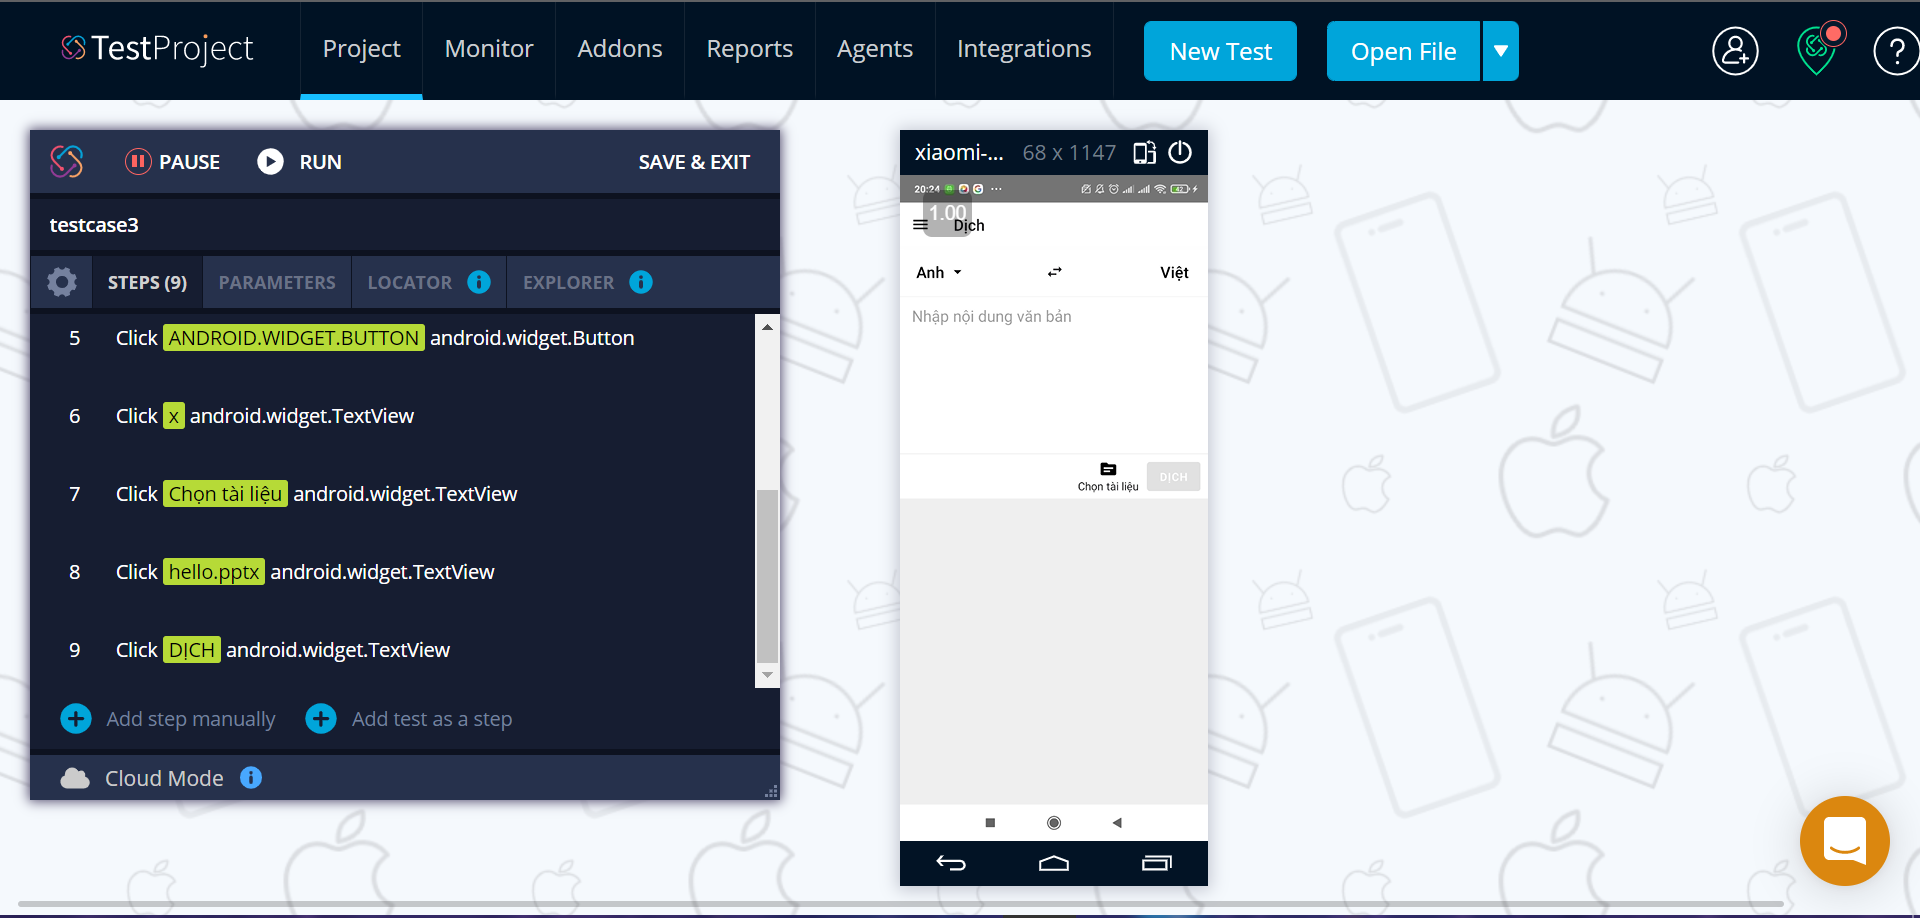 TestProject
Project
Monitor
Addons
Reports
Agents
Integrations
New Test
Open File
?
PAUSE
RUN
SAVE & EXIT
testcase3
STEPS (9)
PARAMETERS
LOCATOR i
EXPLORER i
5 Click ANDROID.WIDGET.BUTTON android.widget.Button
6 Click x android.widget.TextView
7 Click Chọn tài liệu android.widget.TextView
8 Click hello.pptx android.widget.TextView
9 Click DỊCH android.widget.TextView
Add step manually
Add test as a step
Cloud Mode i
xiaomi-... 68 x 1147
20:24 ... 42
1.00
Dịch
Anh
Việt
Nhập nội dung văn bản
Chọn tài liệu
DỊCH